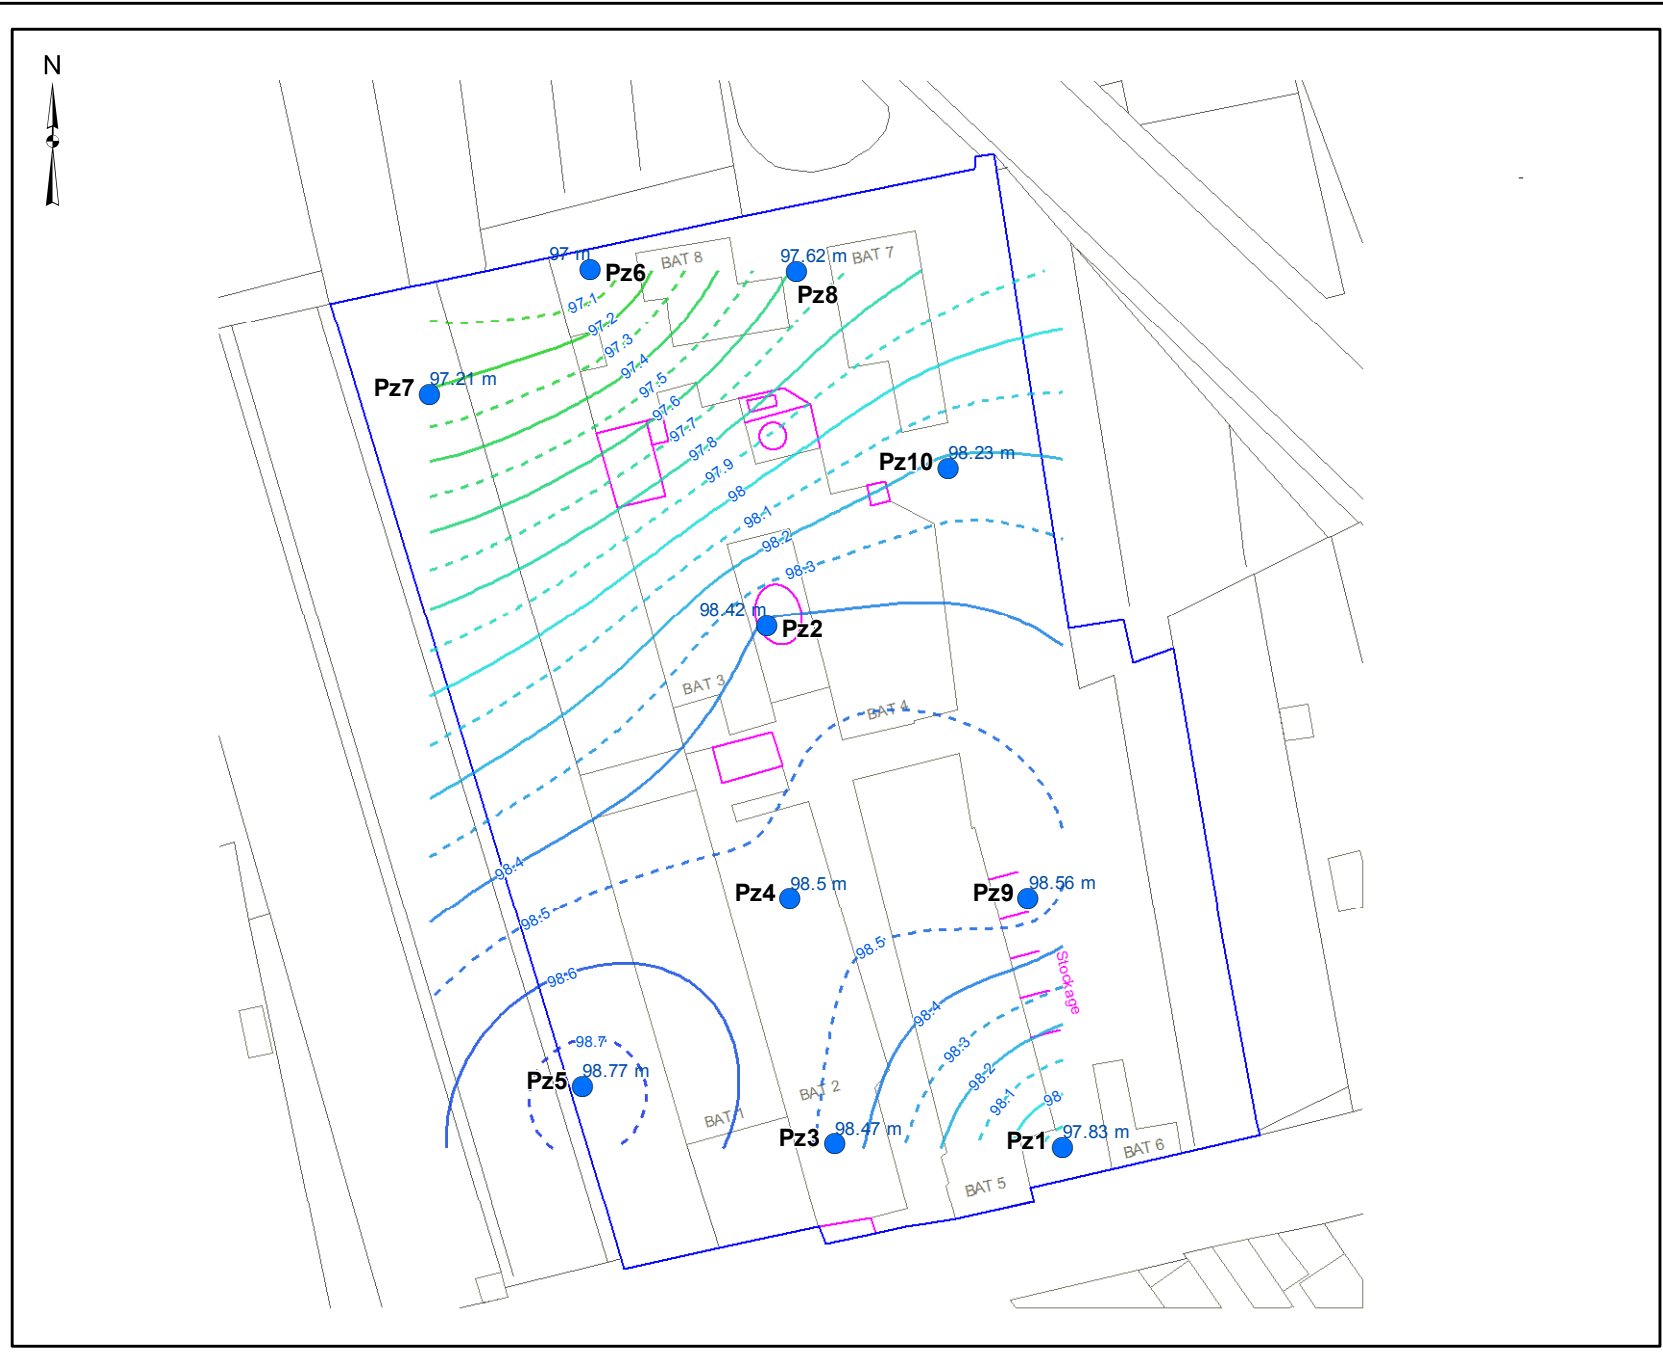 N
97 m
Pz6
BAT 8
97.62 m
Pz8
BAT 7
97.1
97.2
97.3
97.4
97.5
97.6
97.7
97.8
97.9
98
98.1
98.2
98.3
Pz7
97.21 m
Pz10
98.23 m
98.42 m
Pz2
BAT 3
BAT 4
98.4
98.5
98.6
98.7
Pz4
98.5 m
Pz9
98.56 m
98.5
Stockage
98.4
98.3
98.2
98.1
98
Pz5
98.77 m
BAT 1
BAT 2
Pz3
98.47 m
Pz1
97.83 m
BAT 6
BAT 5